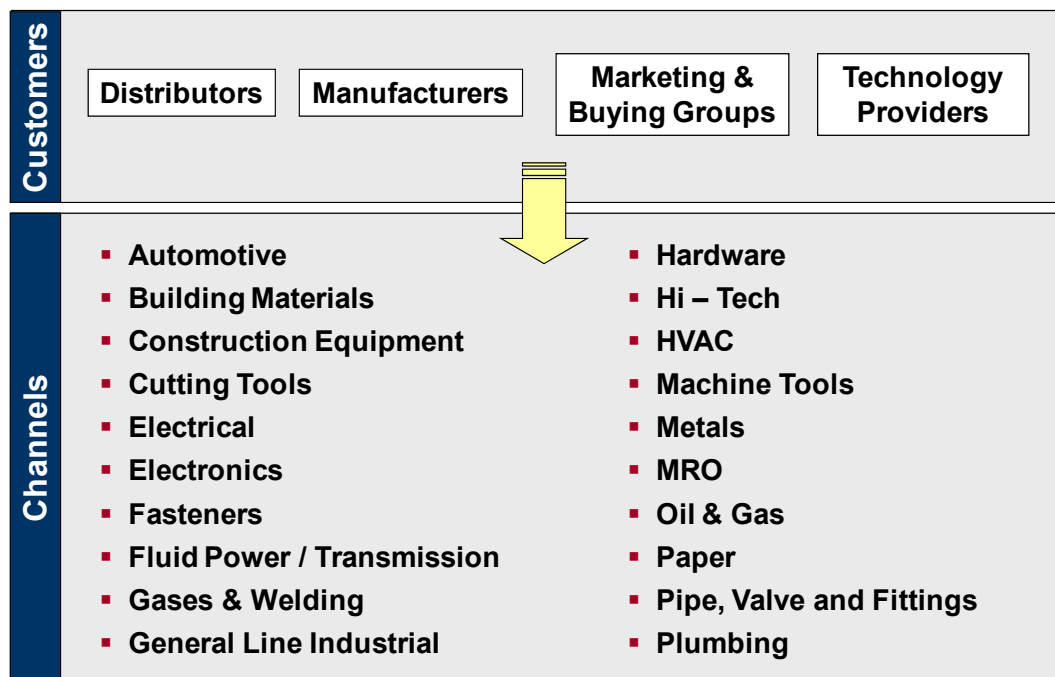 Customers
Distributors
Manufacturers
Marketing &
Buying Groups
Technology
Providers
Channels
Automotive
Building Materials
Construction Equipment
Cutting Tools
Electrical
Electronics
Fasteners
Fluid Power / Transmission
Gases & Welding
General Line Industrial
Hardware
Hi – Tech
HVAC
Machine Tools
Metals
MRO
Oil & Gas
Paper
Pipe, Valve and Fittings
Plumbing